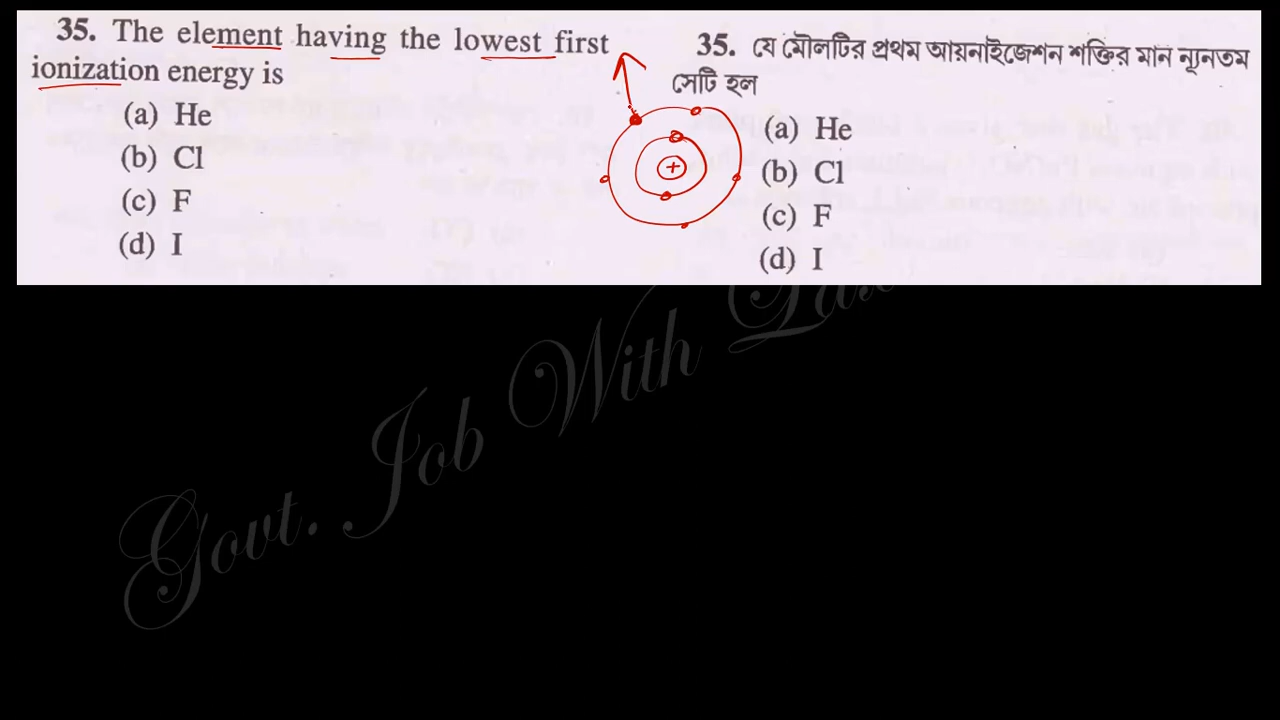 35. The element having the lowest first
ionization energy is
(a) He
(b) Cl
(c) F
(d) I
35. যে মৌলটির প্রথম আয়নাইজেশন শক্তির মান ন্যূনতম
সেটি হল
(a) He
(b) Cl
(c) F
(d) I
+
Govt. Job With